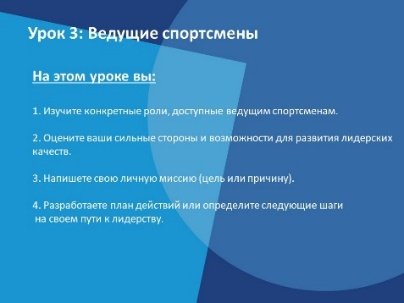 Урок 3: Ведущие спортсмены
На этом уроке вы:
1. Изучите конкретные роли, доступные ведущим спортсменам.
2. Оцените ваши сильные стороны и возможности для развития лидерских
качеств.
3. Напишете свою личную миссию (цель или причину).
4. Разработаете план действий или определите следующие шаги
на своем пути к лидерству.